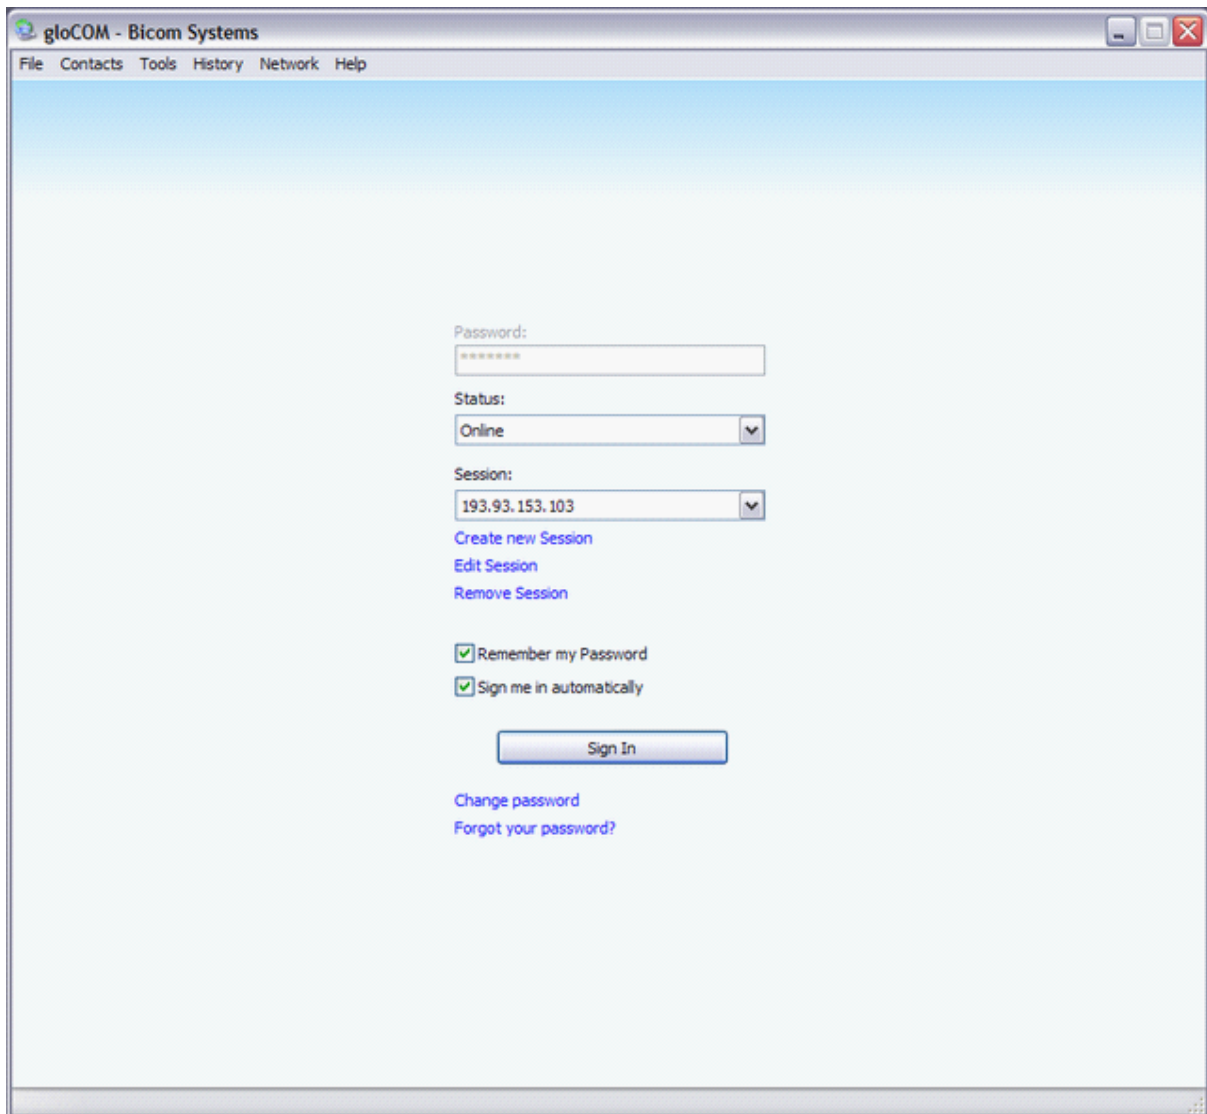 gloCOM - Bicom Systems
File Contacts Tools History Network Help
Password:
*******
Status:
Online
Session:
193.93.153.103
Create new Session
Edit Session
Remove Session
Remember my Password
Sign me in automatically
Sign In
Change password
Forgot your password?